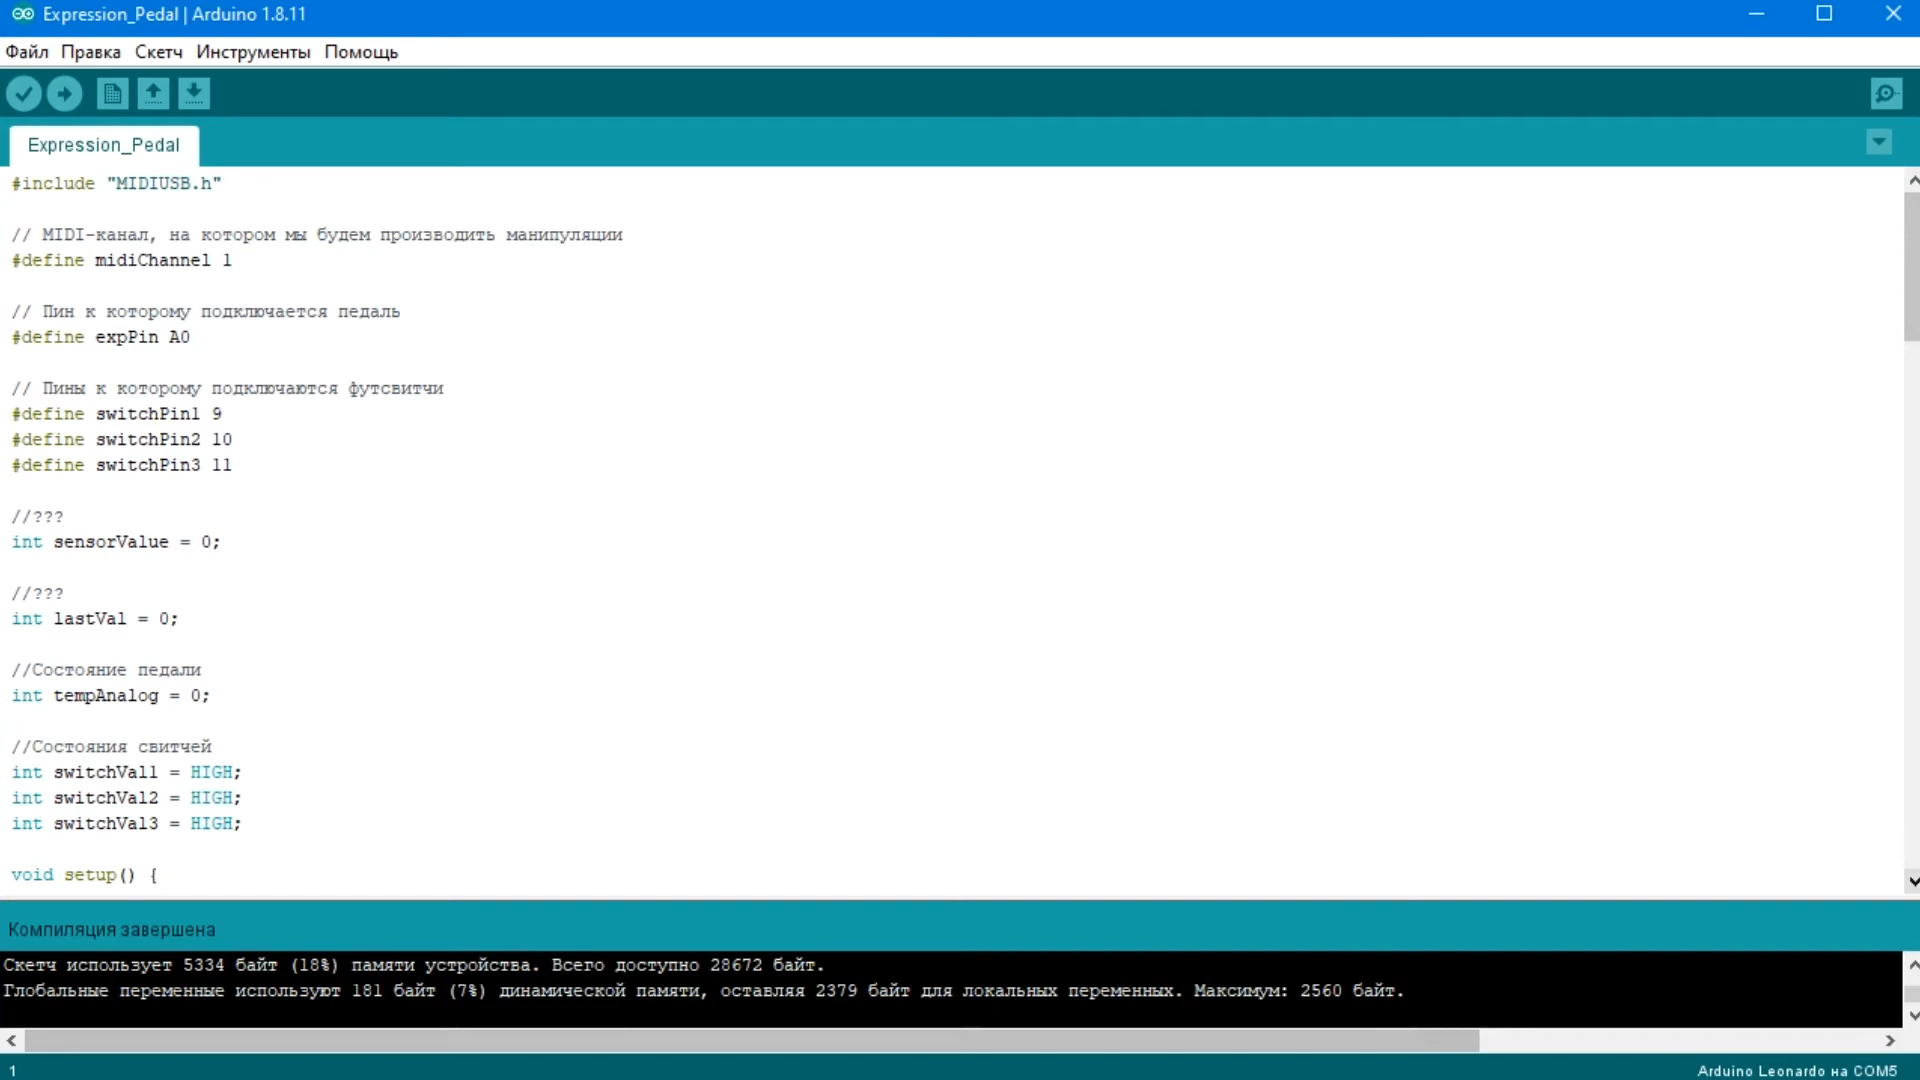 Expression_Pedal | Arduino 1.8.11
Файл Правка Скетч Инструменты Помощь
Expression_Pedal
#include "MIDIUSB.h"
// MIDI-канал, на котором мы будем производить манипуляции
#define midiChannel 1
// Пин к которому подключается педаль
#define expPin A0
// Пины к которому подключаются футсвитчи
#define switchPin1 9
#define switchPin2 10
#define switchPin3 11
//???
int sensorValue = 0;
//???
int lastVal = 0;
//Состояние педали
int tempAnalog = 0;
//Состояния свитчей
int switchVal1 = HIGH;
int switchVal2 = HIGH;
int switchVal3 = HIGH;
void setup() {
Компиляция завершена
Скетч использует 5334 байт (18%) памяти устройства. Всего доступно 28672 байт.
Глобальные переменные используют 181 байт (7%) динамической памяти, оставляя 2379 байт для локальных переменных. Максимум: 2560 байт.
1
Arduino Leonardo на COM5